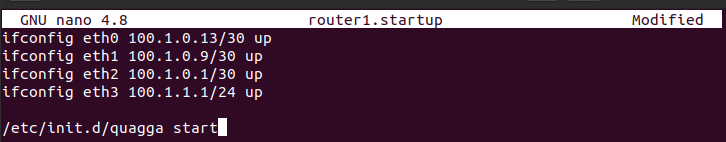 GNU nano 4.8 router1.startup Modified
ifconfig eth0 100.1.0.13/30 up
ifconfig eth1 100.1.0.9/30 up
ifconfig eth2 100.1.0.1/30 up
ifconfig eth3 100.1.1.1/24 up
/etc/init.d/quagga start